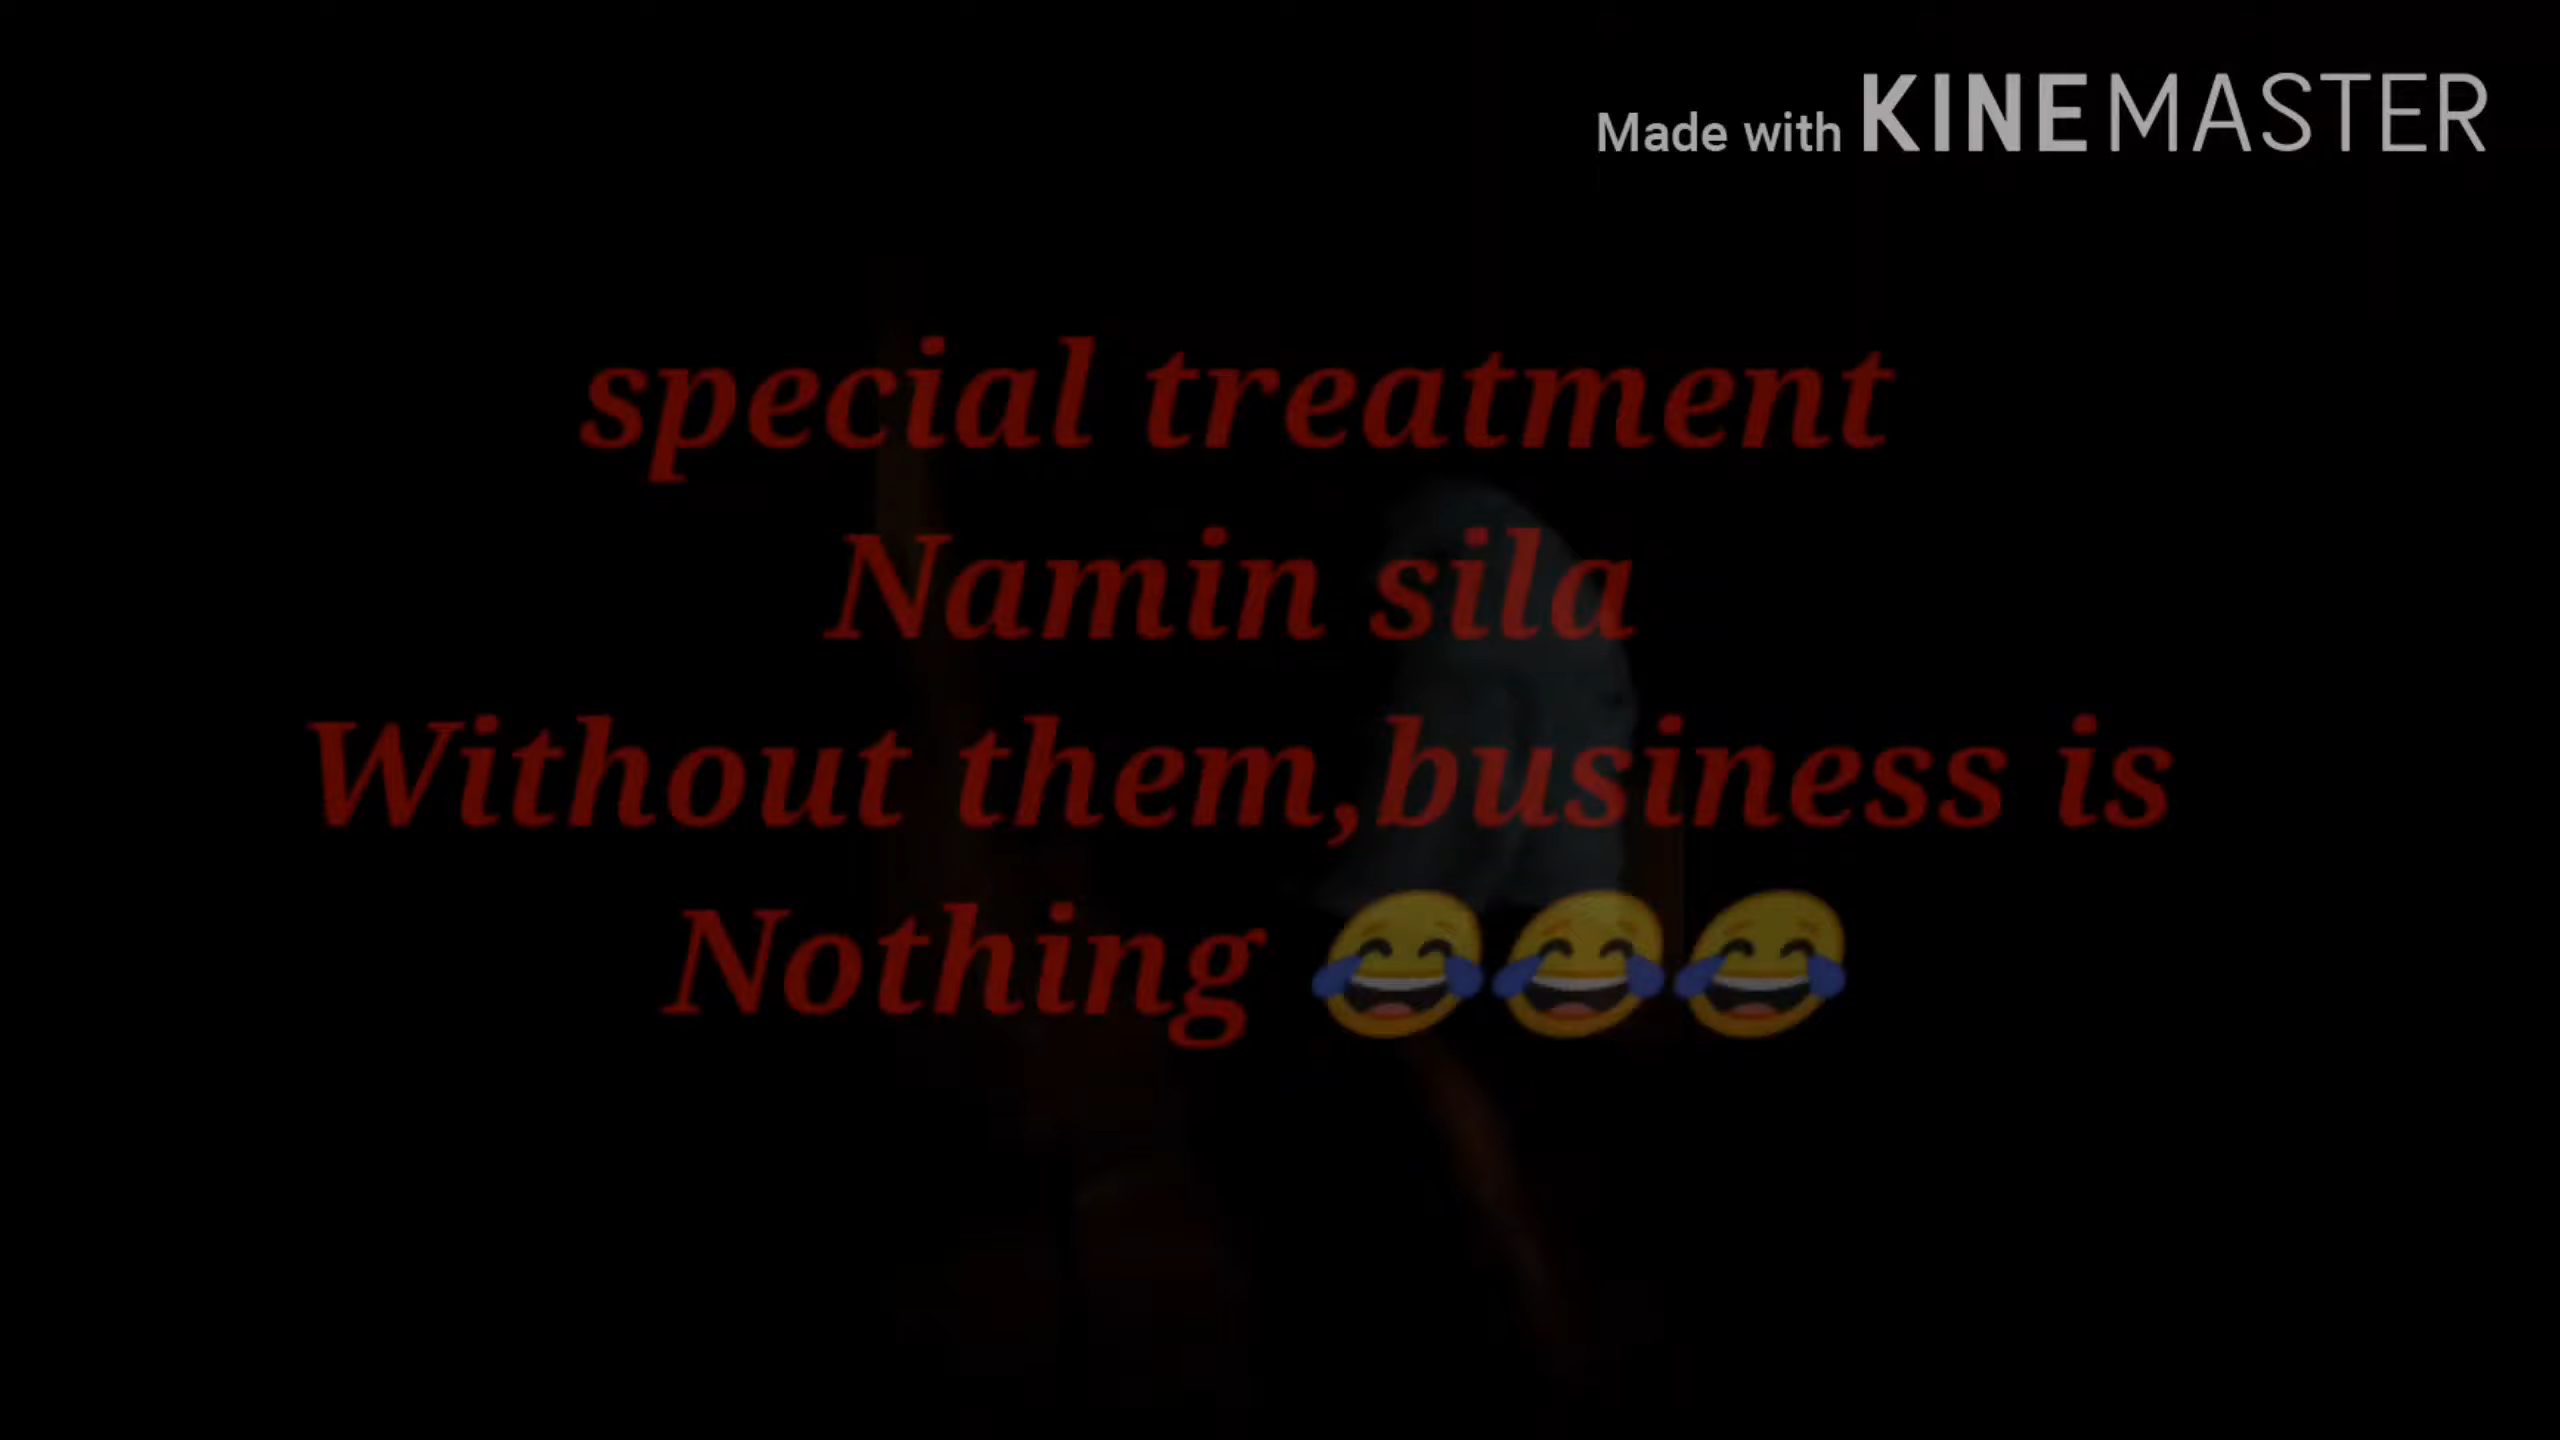 Made with KINEMASTER
special treatment
Namin sila
Without them,business is
Nothing 😂😂😂